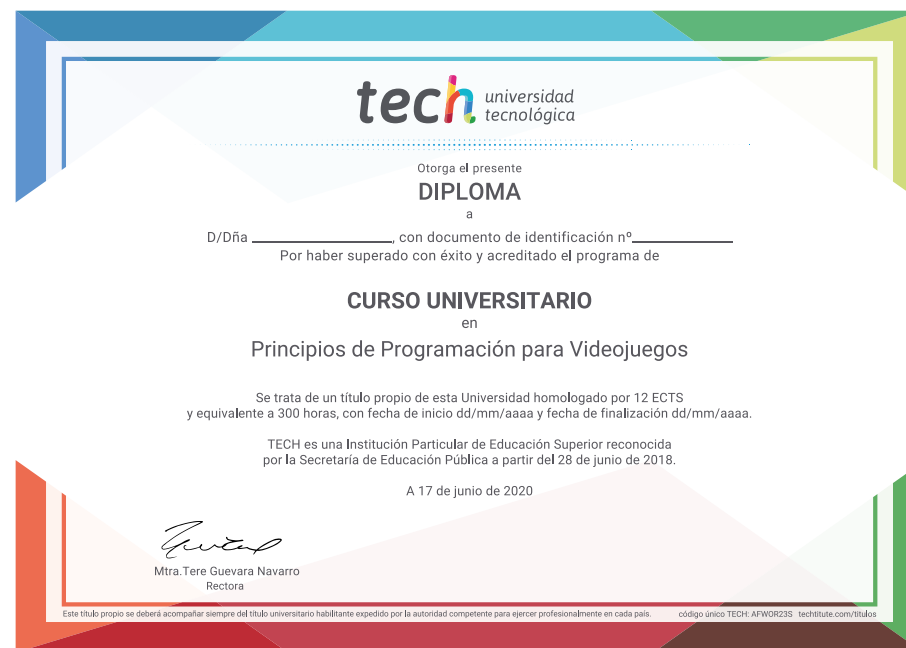 tech universidad
tecnológica
Otorga el presente
DIPLOMA
a
D/Dña ____________________, con documento de identificación nº______________
Por haber superado con éxito y acreditado el programa de
CURSO UNIVERSITARIO
en
Principios de Programación para Videojuegos
Se trata de un título propio de esta Universidad homologado por 12 ECTS
y equivalente a 300 horas, con fecha de inicio dd/mm/aaaa y fecha de finalización dd/mm/aaaa.
TECH es una Institución Particular de Educación Superior reconocida
por la Secretaría de Educación Pública a partir del 28 de junio de 2018.
A 17 de junio de 2020
Mtra.Tere Guevara Navarro
Rectora
Este título propio se deberá acompañar siempre del título universitario habilitante expedido por la autoridad competente para ejercer profesionalmente en cada país. código único TECH: AFWOR23S techtitute.com/titulos